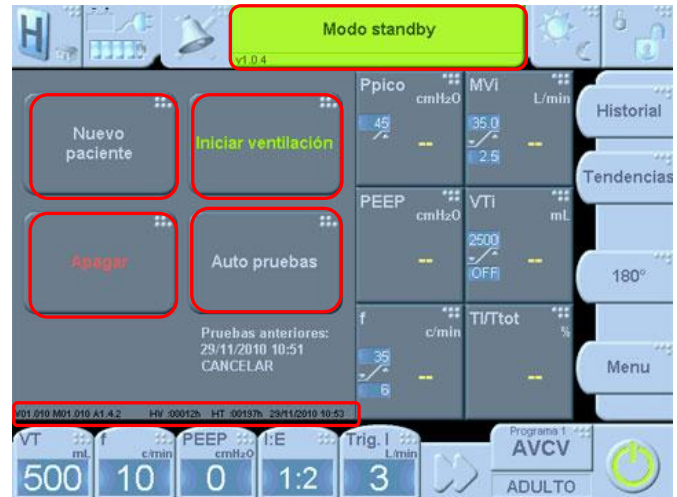 H
Modo standby
v1.0.4
Nuevo
paciente
Iniciar ventilación
Apagar
Auto pruebas
Pruebas anteriores:
29/11/2010 10:51
CANCELAR
V01.010 M01.010 A1.4.2 HV :00012h HT :00197h 29/11/2010 10:53
Ppico
cmH2O
45
--
MVi
L/min
35.0
2.5
--
PEEP
cmH2O
--
VTi
mL
2500
OFF
--
f
c/min
35
6
--
TI/Ttot
%
--
Historial
Tendencias
180°
Menu
VT
mL
500
f
c/min
10
PEEP
cmH2O
0
I:E
1:2
Trig. I
L/min
3
Programa 1
AVCV
ADULTO